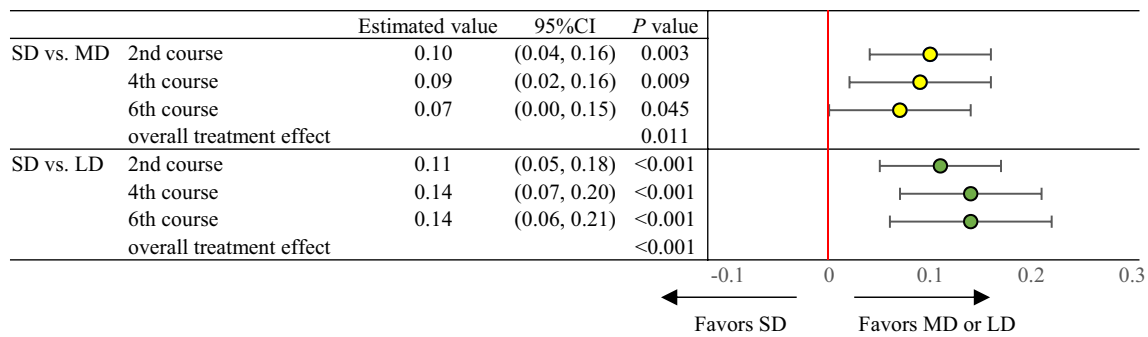 Estimated value 95%CI P value
SD vs. MD 2nd course 0.10 (0.04, 0.16) 0.003
4th course 0.09 (0.02, 0.16) 0.009
6th course 0.07 (0.00, 0.15) 0.045
overall treatment effect 0.011
SD vs. LD 2nd course 0.11 (0.05, 0.18) <0.001
4th course 0.14 (0.07, 0.20) <0.001
6th course 0.14 (0.06, 0.21) <0.001
overall treatment effect <0.001
-0.1 0 0.1 0.2 0.3
Favors SD Favors MD or LD